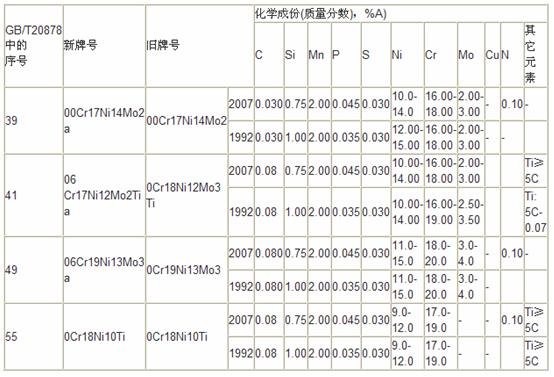 GB/T20878
中的
序号
新牌号
旧牌号
化学成份(质量分数)，%A)
C Si Mn P S Ni Cr Mo Cu N 其它元素
39 00Cr17Ni14Mo2a 00Cr17Ni14Mo2 2007 0.030 0.75 2.00 0.045 0.030 10.0-14.0 16.00-18.00 2.00-3.00 - 0.10 -
1992 0.030 1.00 2.00 0.035 0.030 12.00-15.00 16.00-18.00 2.00-3.00 - -
41 06Cr17Ni12Mo2Tia 0Cr18Ni12Mo3Ti 2007 0.08 0.75 2.00 0.045 0.030 10.00-14.00 16.00-18.00 2.00-3.00 Ti≥5C
1992 0.08 1.00 2.00 0.035 0.030 10.00-14.00 16.00-19.00 2.50-3.50 Ti:5C-0.07
49 06Cr19Ni13Mo3a 0Cr19Ni13Mo3 2007 0.080 0.75 2.00 0.045 0.030 11.0-15.0 18.0-20.0 3.0-4.0 - 0.10 -
1992 0.080 1.00 2.00 0.035 0.030 11.0-15.0 18.0-20.0 3.0-4.0 -
55 0Cr18Ni10Ti 0Cr18Ni10Ti 2007 0.08 0.75 2.00 0.045 0.030 9.0-12.0 17.0-19.0 - - 0.10 Ti≥5C
1992 0.08 1.00 2.00 0.035 0.030 9.0-12.0 17.0-19.0 - - Ti≥5C